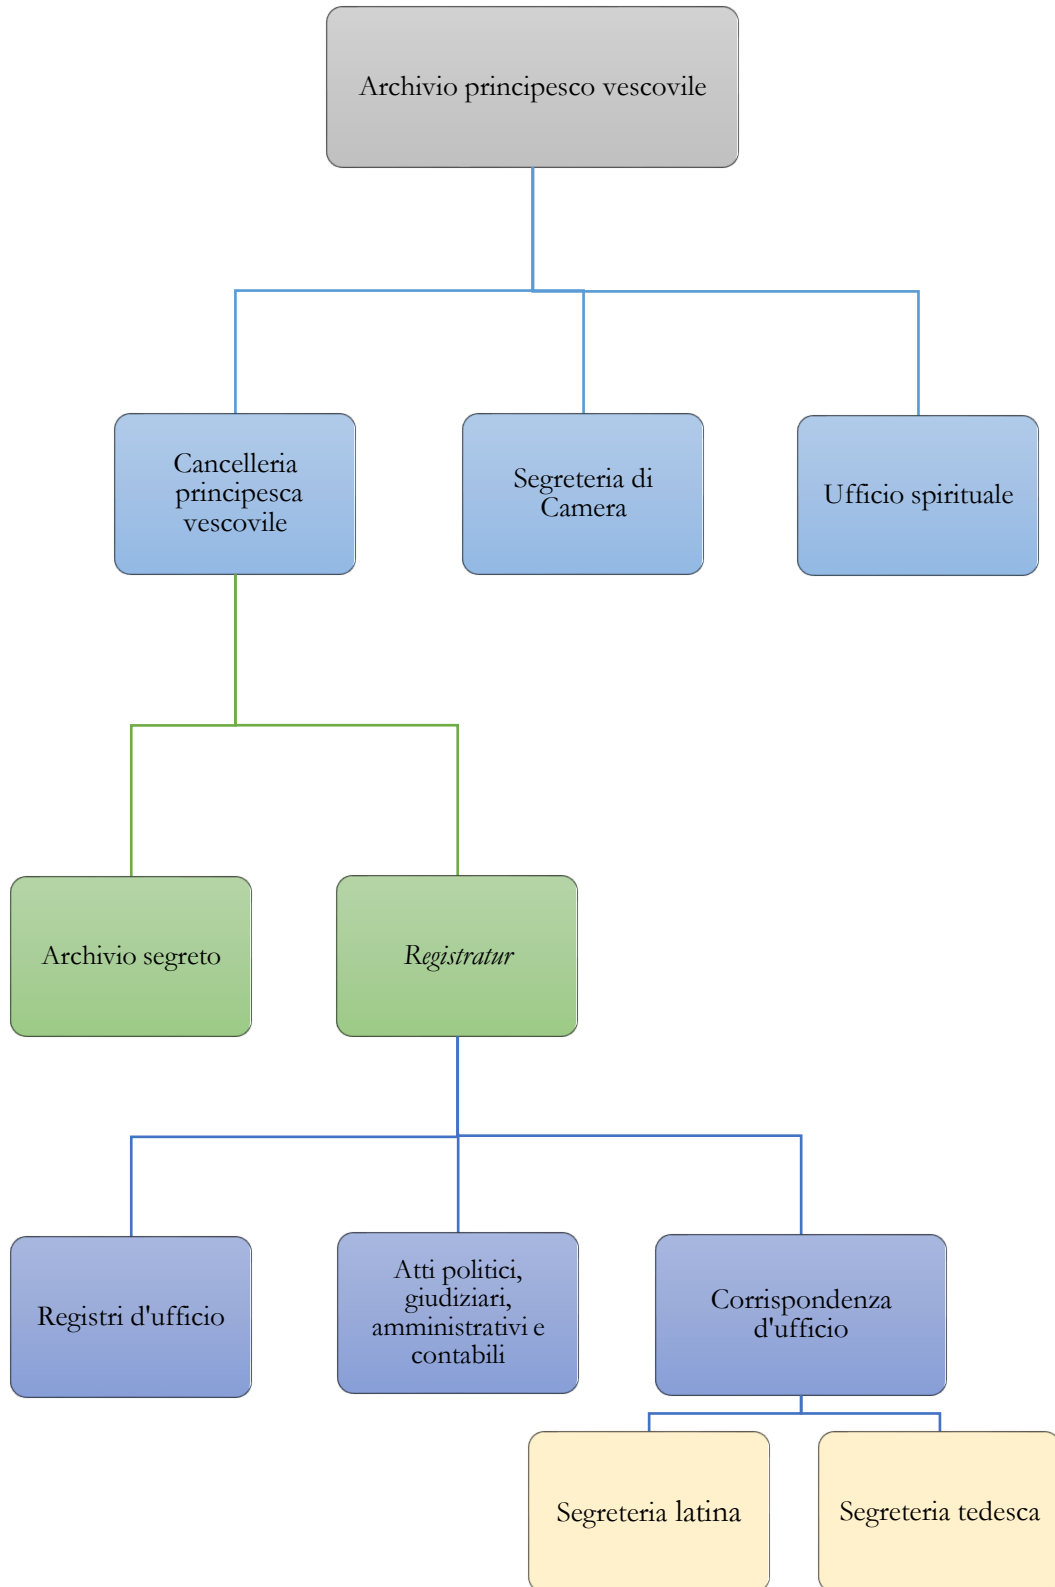 Archivio principesco vescovile
Cancelleria
principesca
vescovile
Segreteria di
Camera
Ufficio spirituale
Archivio segreto
Registratur
Registri d'ufficio
Atti politici,
giudiziari,
amministrativi e
contabili
Corrispondenza
d'ufficio
Segreteria latina
Segreteria tedesca